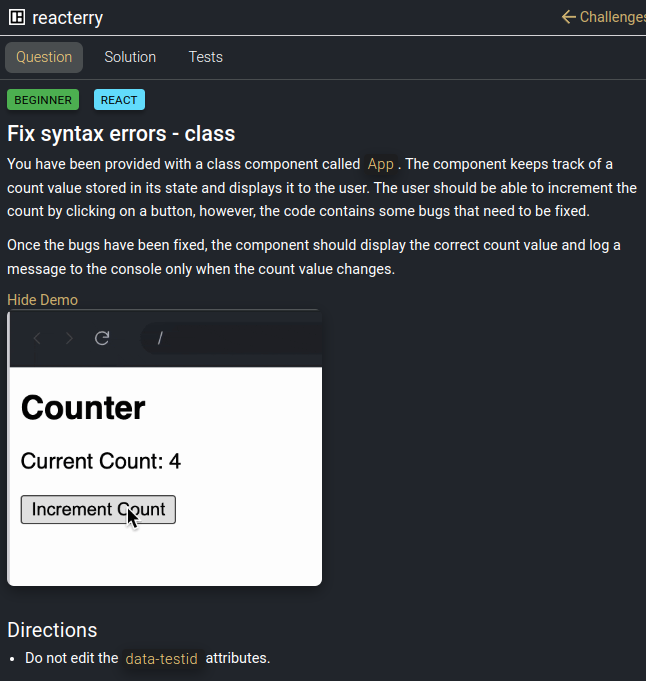 reacterry
Challenges
Question Solution Tests
BEGINNER REACT
Fix syntax errors - class
You have been provided with a class component called App . The component keeps track of a
count value stored in its state and displays it to the user. The user should be able to increment the
count by clicking on a button, however, the code contains some bugs that need to be fixed.
Once the bugs have been fixed, the component should display the correct count value and log a
message to the console only when the count value changes.
Hide Demo
/
Counter
Current Count: 4
Increment Count
Directions
• Do not edit the data-testid attributes.